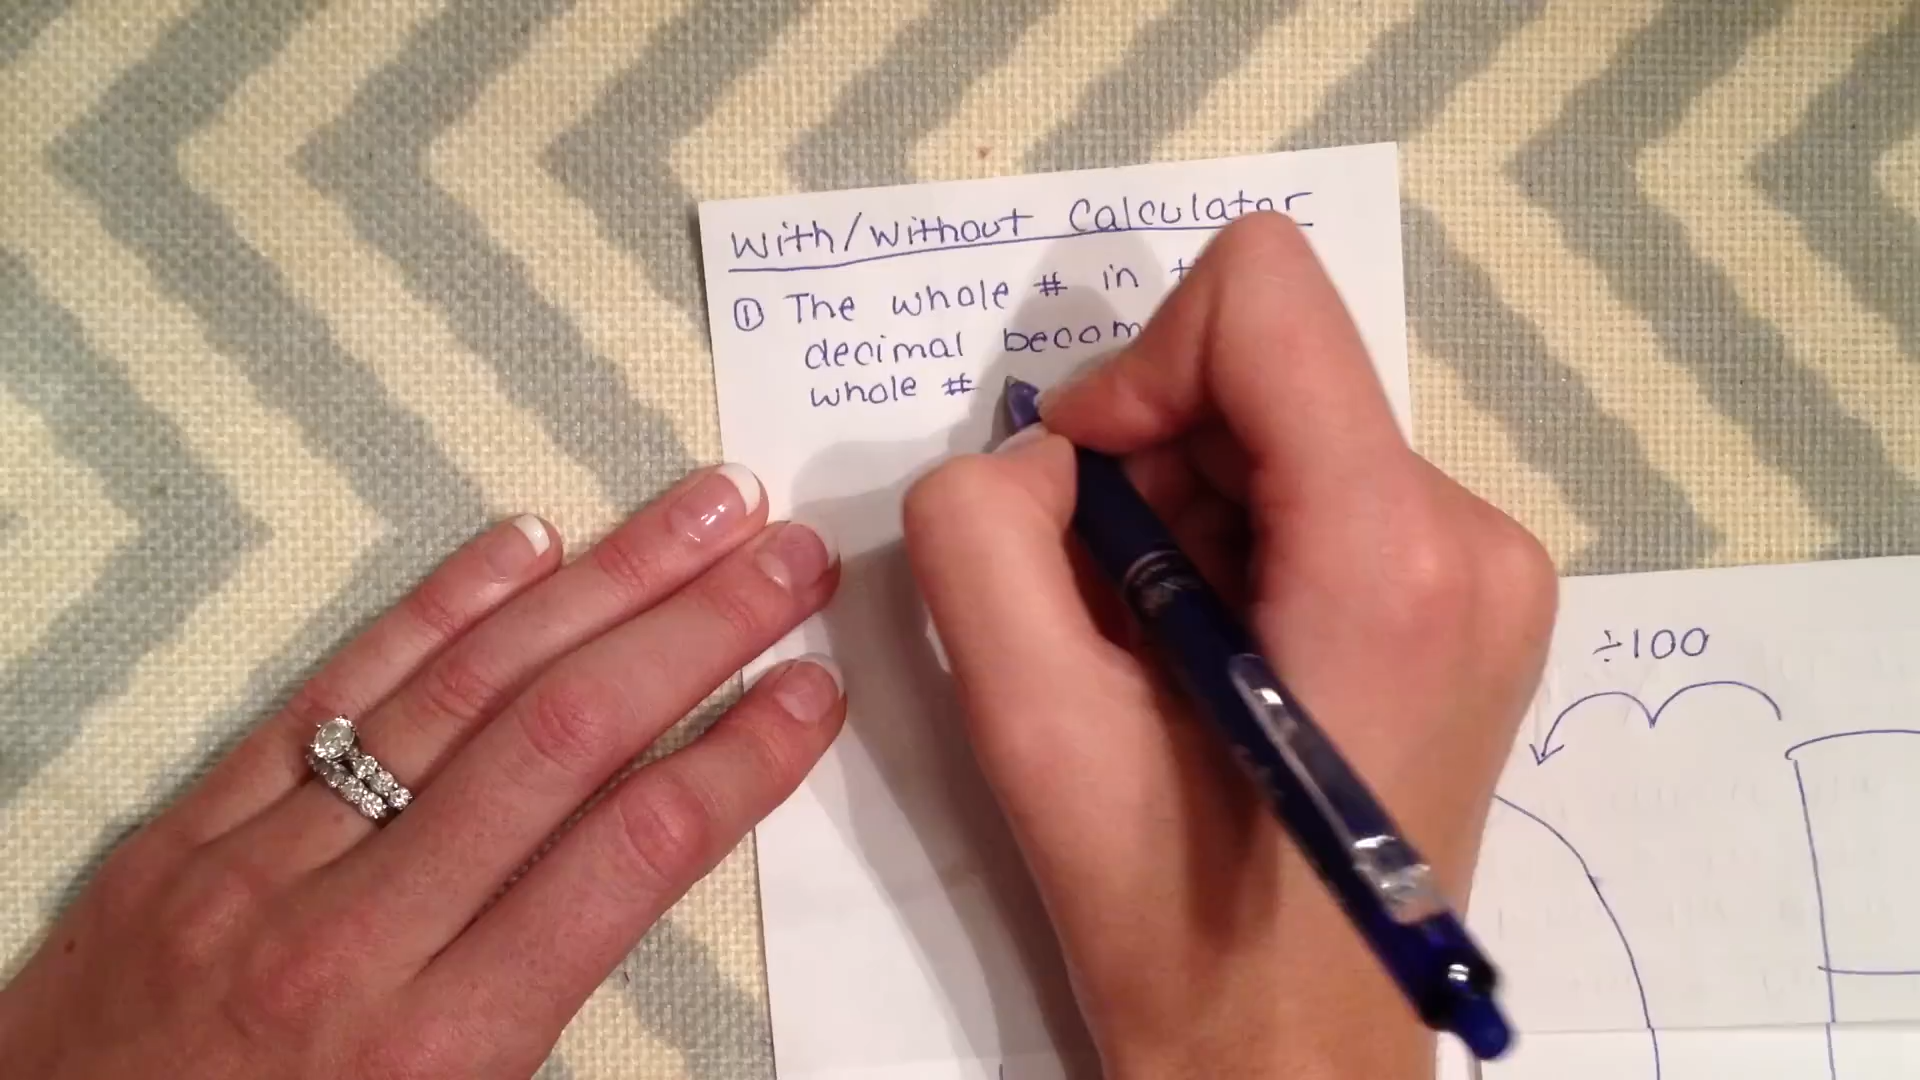 With/Without Calculator
① The whole # in
decimal becom
whole #
÷100